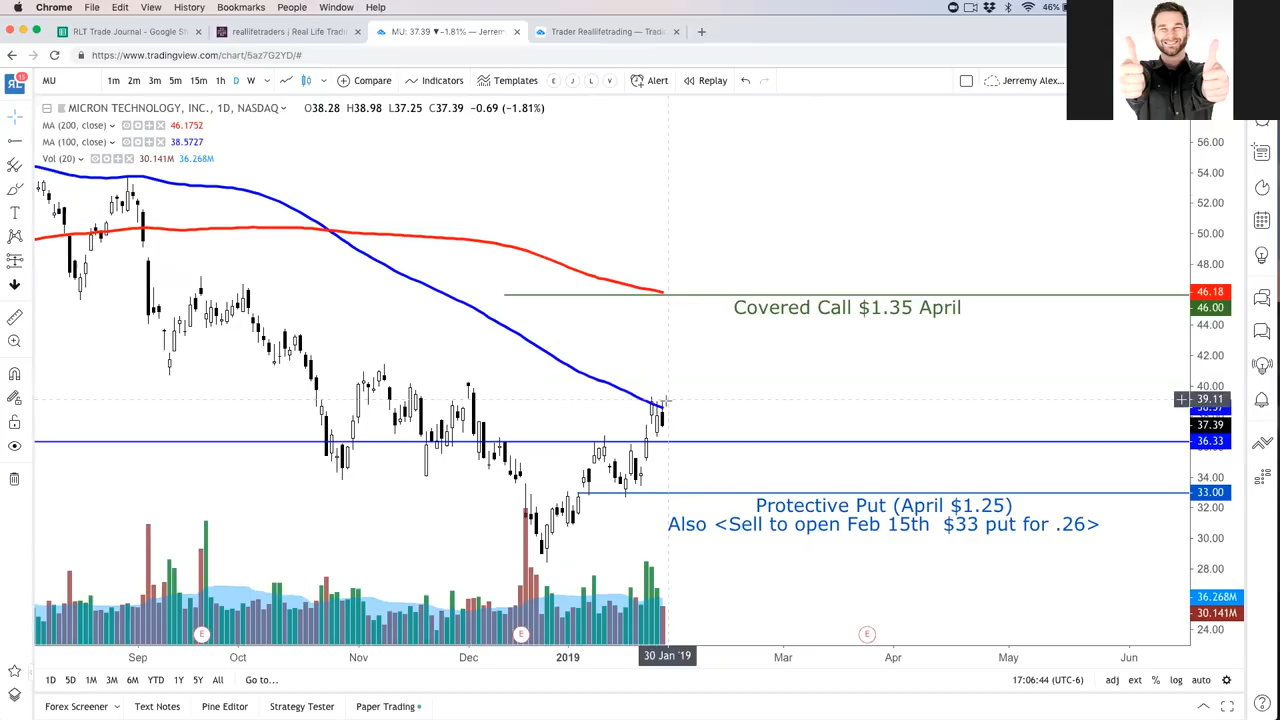 Chrome File Edit View History Bookmarks People Window Help 46%
RLT Trade Journal - Google Sh reallifetraders | Real Life Tradi MU: 37.39 ▼−1.81% — Jerrem Trader Reallifetrading — Tradi
https://www.tradingview.com/chart/5az7G2YD/#
MU 1m 2m 3m 5m 15m 1h D W Compare Indicators Templates E J L V Alert Replay Jeremy Alex...
MICRON TECHNOLOGY, INC., 1D, NASDAQ O38.28 H38.98 L37.25 C37.39 −0.69 (−1.81%)
MA (200, close) 46.1752
MA (100, close) 38.5727
Vol (20) 30.141M 36.268M
56.00
54.00
52.00
50.00
48.00
46.18
46.00
Covered Call $1.35 April
44.00
42.00
40.00
39.11
37.39
36.33
34.00
33.00
Protective Put (April $1.25)
32.00
Also <Sell to open Feb 15th $33 put for .26>
30.00
28.00
36.268M
30.141M
24.00
E E E
Sep Oct Nov Dec 2019 30 Jan '19 Mar Apr May Jun
1D 5D 1M 3M 6M YTD 1Y 5Y All Go to... 17:06:44 (UTC-6) adj ext % log auto
Forex Screener Text Notes Pine Editor Strategy Tester Paper Trading